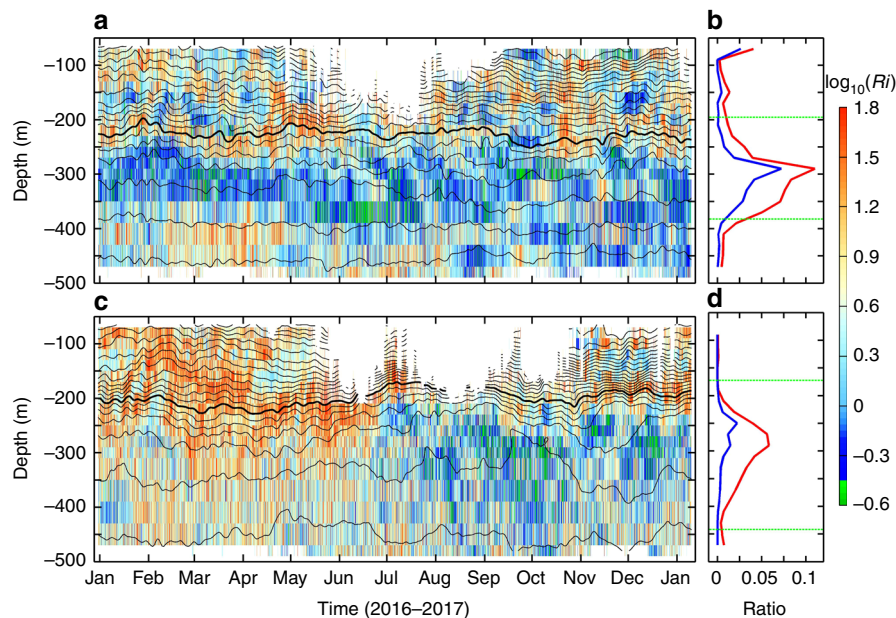 a
b
−100
−200
−300
−400
−500
Depth (m)
log10(Ri)
1.8
1.5
1.2
0.9
0.6
0.3
0
−0.3
−0.6
c
d
−100
−200
−300
−400
−500
Depth (m)
Jan Feb Mar Apr May Jun Jul Aug Sep Oct Nov Dec Jan
0 0.05 0.1
Time (2016–2017)
Ratio